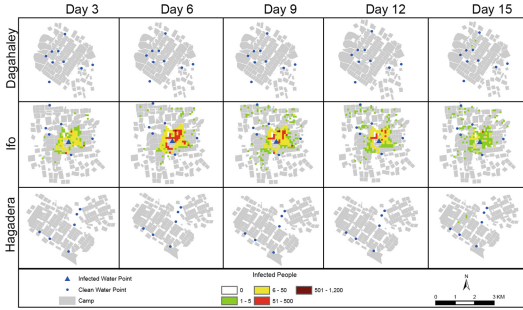 Day 3 Day 6 Day 9 Day 12 Day 15
Dagahaley
Ifo
Hagadera
Infected Water Point
Clean Water Point
Camp
Infected People
0 6 - 50 501 - 1,200
1 - 5 51 - 500
N
0 1 2 3 KM